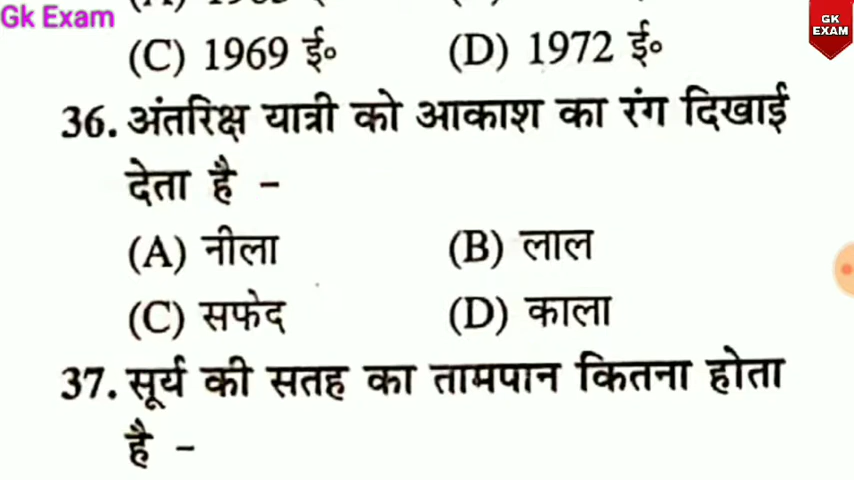 Gk Exam
GK
EXAM
(C) 1969 ई० (D) 1972 ई०
36. अंतरिक्ष यात्री को आकाश का रंग दिखाई
देता है -
(A) नीला (B) लाल
(C) सफेद (D) काला
37. सूर्य की सतह का तामपान कितना होता
है -